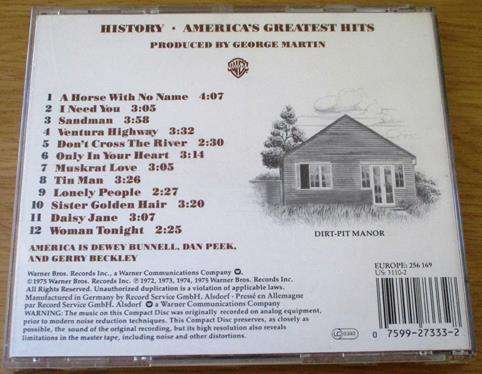 HISTORY · AMERICA'S GREATEST HITS
PRODUCED BY GEORGE MARTIN
1 A Horse With No Name 4:07
2 I Need You 3:05
3 Sandman 3:58
4 Ventura Highway 3:32
5 Don't Cross The River 2:30
6 Only In Your Heart 3:14
7 Muskrat Love 3:05
8 Tin Man 3:26
9 Lonely People 2:27
10 Sister Golden Hair 3:20
11 Daisy Jane 3:07
12 Woman Tonight 2:25
DIRT-PIT MANOR
AMERICA IS DEWEY BUNNELL, DAN PEEK,
AND GERRY BECKLEY
EUROPE: 256 169
US: 3110-2
Warner Bros. Records Inc., a Warner Communications Company
©1975 Warner Bros. Records Inc. ℗ 1972, 1973, 1974, 1975 Warner Bros. Records Inc.
All Rights Reserved. Unauthorized duplication is a violation of applicable laws.
Manufactured in Germany by Record Service GmbH, Alsdorf · Pressé en Allemagne
par Record Service GmbH, Alsdorf a Warner Communications Company
WARNING: The music on this Compact Disc was originally recorded on analog equipment,
prior to modern noise reduction techniques. This Compact Disc preserves, as closely as
possible, the sound of the original recording, but its high resolution also reveals
limitations in the master tape, including noise and other distortions.
0 7599-27333-2